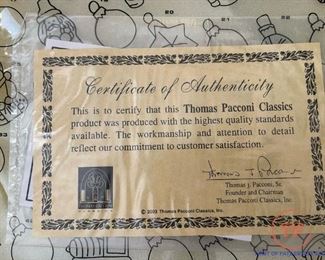 Certificate of Authenticity
This is to certify that this Thomas Pacconi Classics
product was produced with the highest quality standards
available. The workmanship and attention to detail
reflect our commitment to customer satisfaction.
Thomas J. Pacconi, Sr.
Founder and Chairman
Thomas Pacconi Classics, Inc.
© 2003 Thomas Pacconi Classics, Inc.